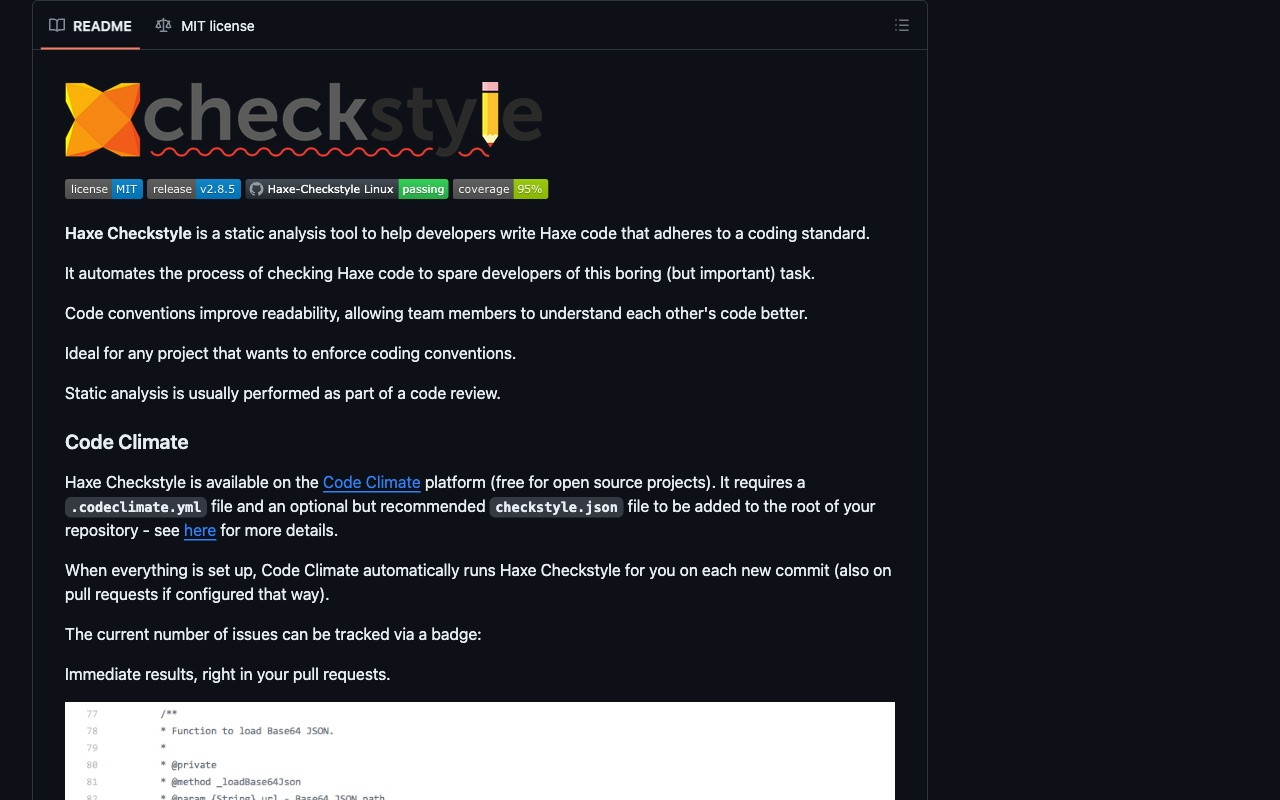 README MIT license
checkstyle
license MIT release v2.8.5 Haxe-Checkstyle Linux passing coverage 95%
Haxe Checkstyle is a static analysis tool to help developers write Haxe code that adheres to a coding standard.
It automates the process of checking Haxe code to spare developers of this boring (but important) task.
Code conventions improve readability, allowing team members to understand each other's code better.
Ideal for any project that wants to enforce coding conventions.
Static analysis is usually performed as part of a code review.
Code Climate
Haxe Checkstyle is available on the Code Climate platform (free for open source projects). It requires a
.codeclimate.yml file and an optional but recommended checkstyle.json file to be added to the root of your
repository - see here for more details.
When everything is set up, Code Climate automatically runs Haxe Checkstyle for you on each new commit (also on
pull requests if configured that way).
The current number of issues can be tracked via a badge:
Immediate results, right in your pull requests.
77 /**
78 * Function to load Base64 JSON.
79 *
80 * @private
81 * @method _loadBase64Json
82 * @param {String} url - Base64 JSON path